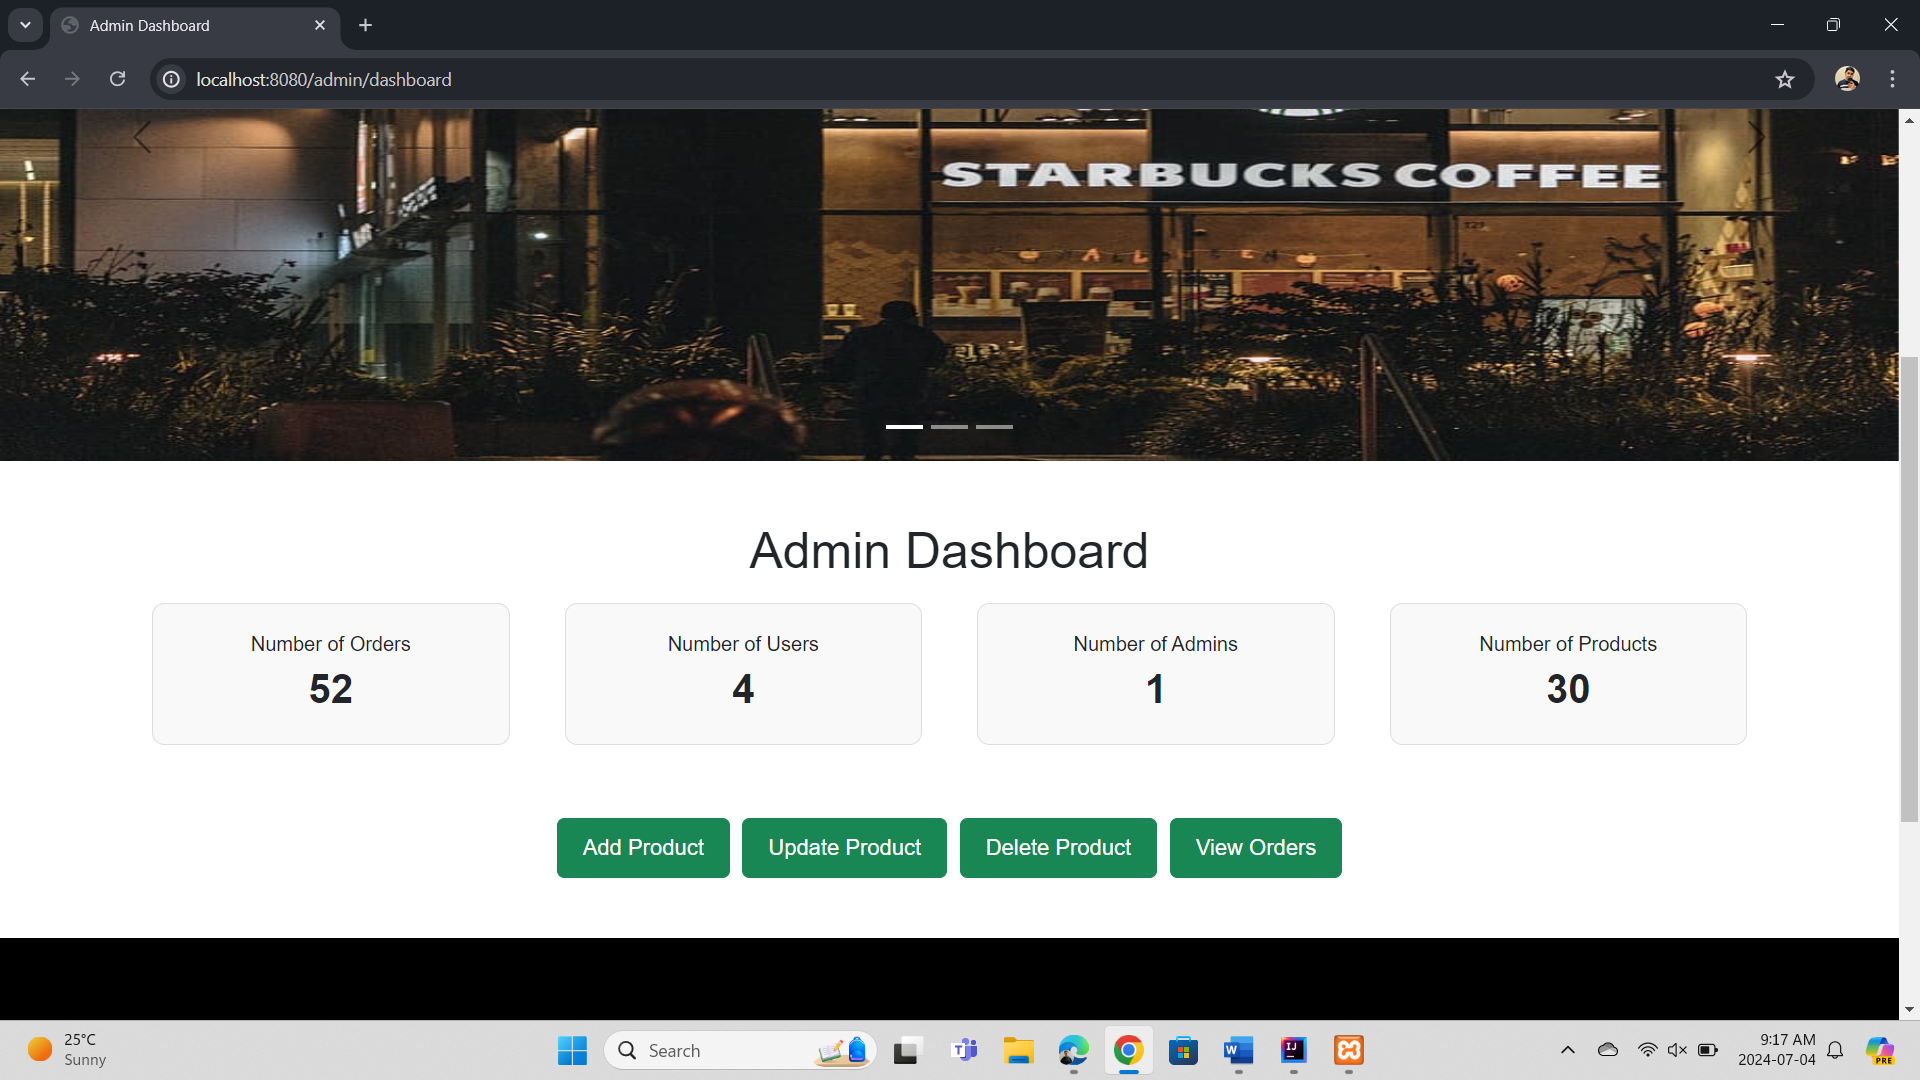 Admin Dashboard
localhost:8080/admin/dashboard
STARBUCKS COFFEE
Admin Dashboard
Number of Orders
52
Number of Users
4
Number of Admins
1
Number of Products
30
Add Product
Update Product
Delete Product
View Orders
25°C
Sunny
Search
9:17 AM
2024-07-04
PRE